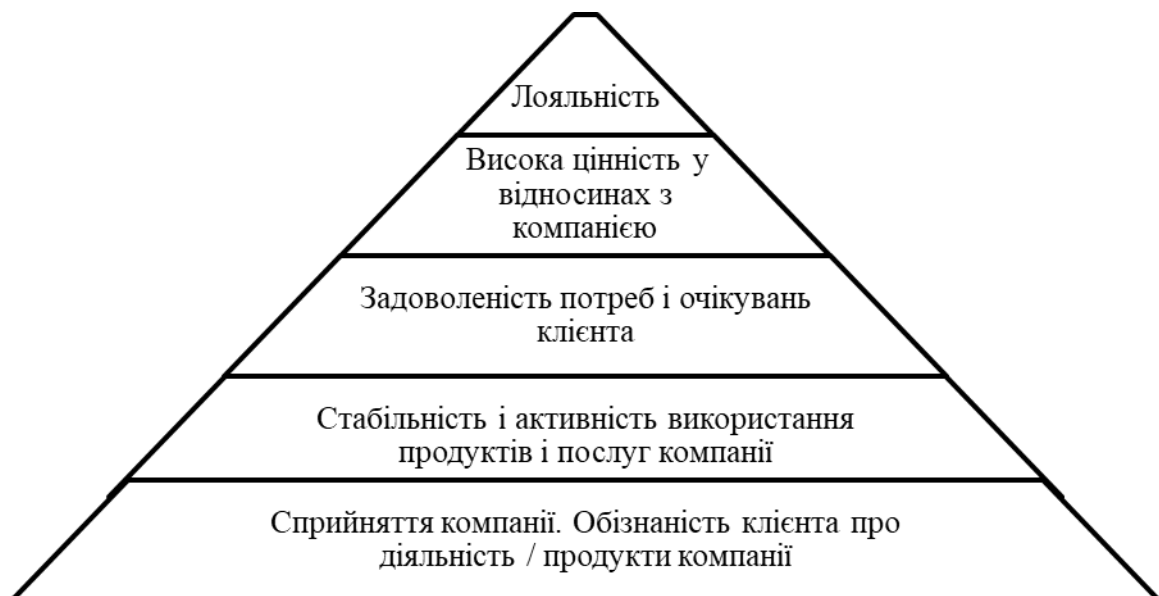 Лояльність
Висока цінність у
відносинах з
компанією
Задоволеність потреб і очікувань
клієнта
Стабільність і активність використання
продуктів і послуг компанії
Сприйняття компанії. Обізнаність клієнта про
діяльність / продукти компанії